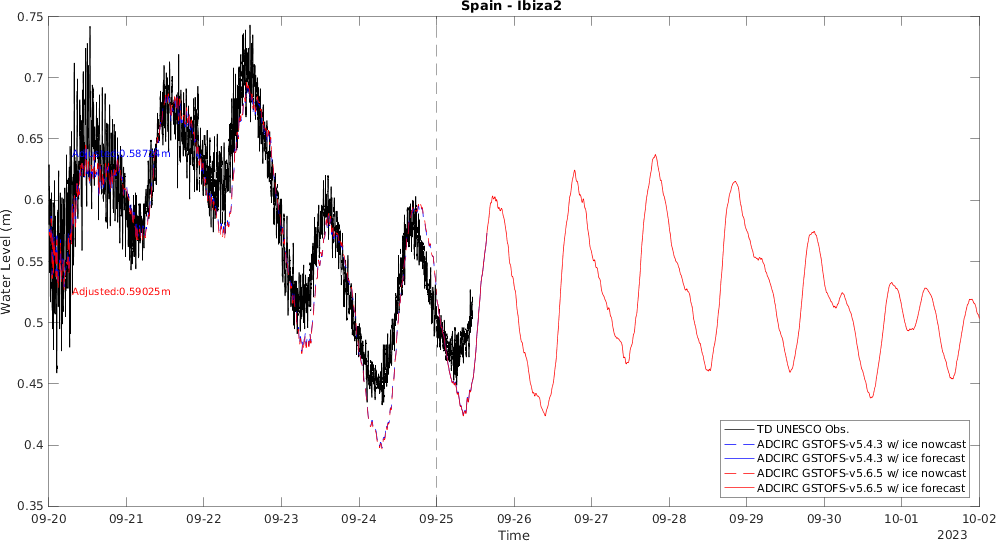 Spain - Ibiza2
0.75
0.7
0.65
0.6
0.55
0.5
0.45
0.4
0.35
Water Level (m)
Adjusted:0.59025m
TD UNESCO Obs.
ADCIRC GSTOFS-v5.4.3 w/ ice nowcast
ADCIRC GSTOFS-v5.4.3 w/ ice forecast
ADCIRC GSTOFS-v5.6.5 w/ ice nowcast
ADCIRC GSTOFS-v5.6.5 w/ ice forecast
09-20 09-21 09-22 09-23 09-24 09-25 09-26 09-27 09-28 09-29 09-30 10-01 10-02
Time
2023